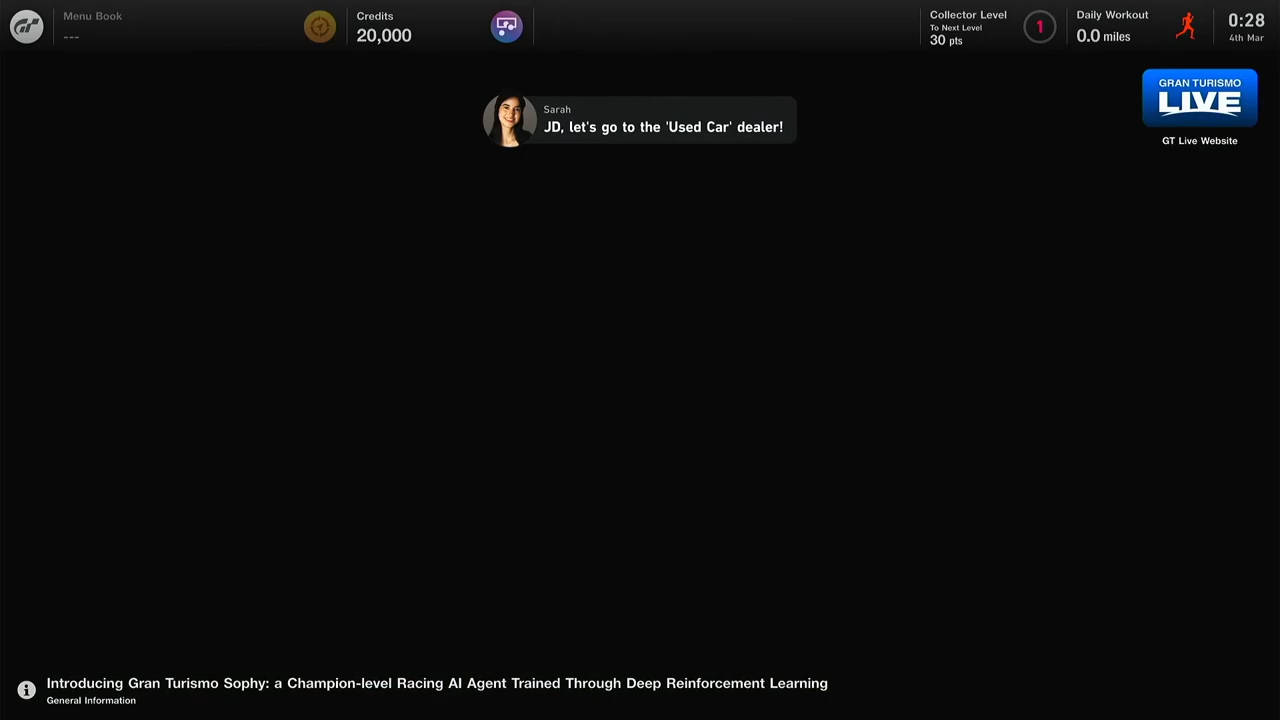 Menu Book
---
Credits
20,000
Collector Level
To Next Level
30 pts
1
Daily Workout
0.0 miles
0:28
4th Mar
GRAN TURISMO
LIVE
GT Live Website
Sarah
JD, let's go to the 'Used Car' dealer!
Introducing Gran Turismo Sophy: a Champion-level Racing AI Agent Trained Through Deep Reinforcement Learning
General Information